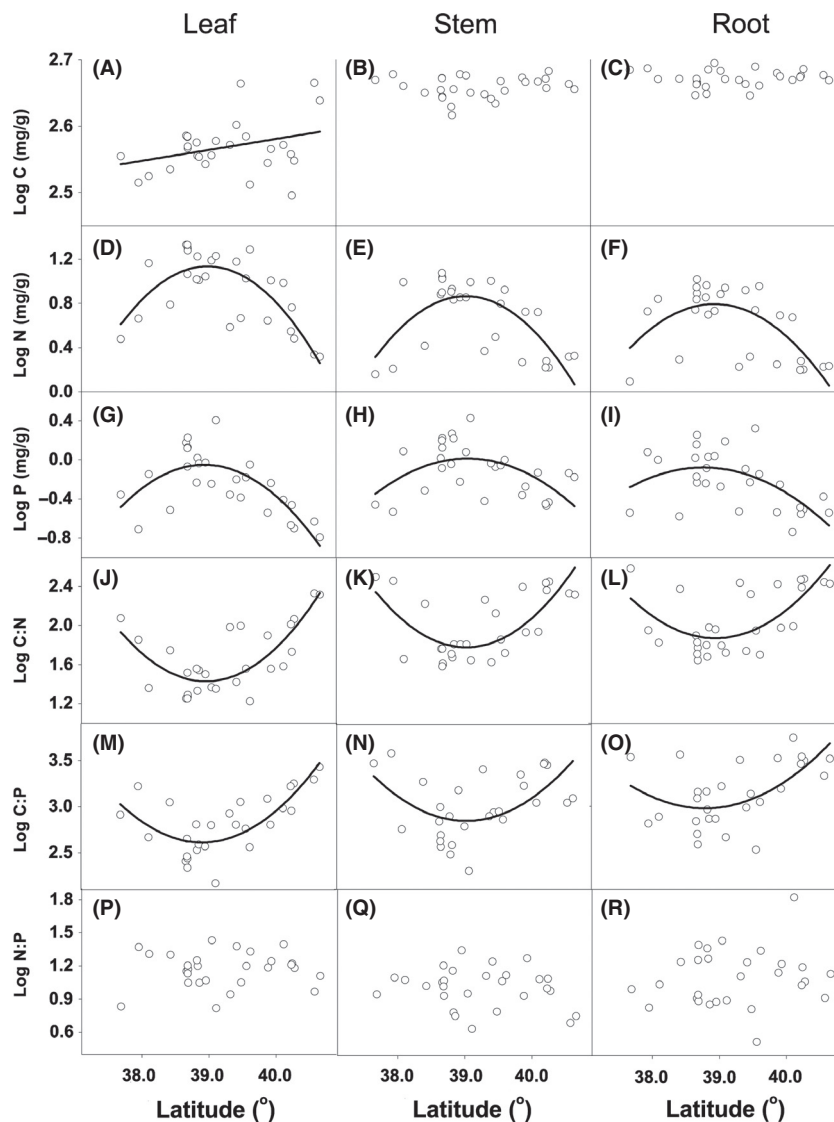 Leaf Stem Root
(A) (B) (C)
Log C (mg/g)
2.7
2.6
2.5
(D) (E) (F)
Log N (mg/g)
1.2
0.8
0.4
0.0
(G) (H) (I)
Log P (mg/g)
0.4
0.0
−0.4
−0.8
(J) (K) (L)
Log C:N
2.4
2.0
1.6
1.2
(M) (N) (O)
Log C:P
3.5
3.0
2.5
(P) (Q) (R)
Log N:P
1.8
1.5
1.2
0.9
0.6
38.0 39.0 40.0 38.0 39.0 40.0 38.0 39.0 40.0
Latitude (°) Latitude (°) Latitude (°)